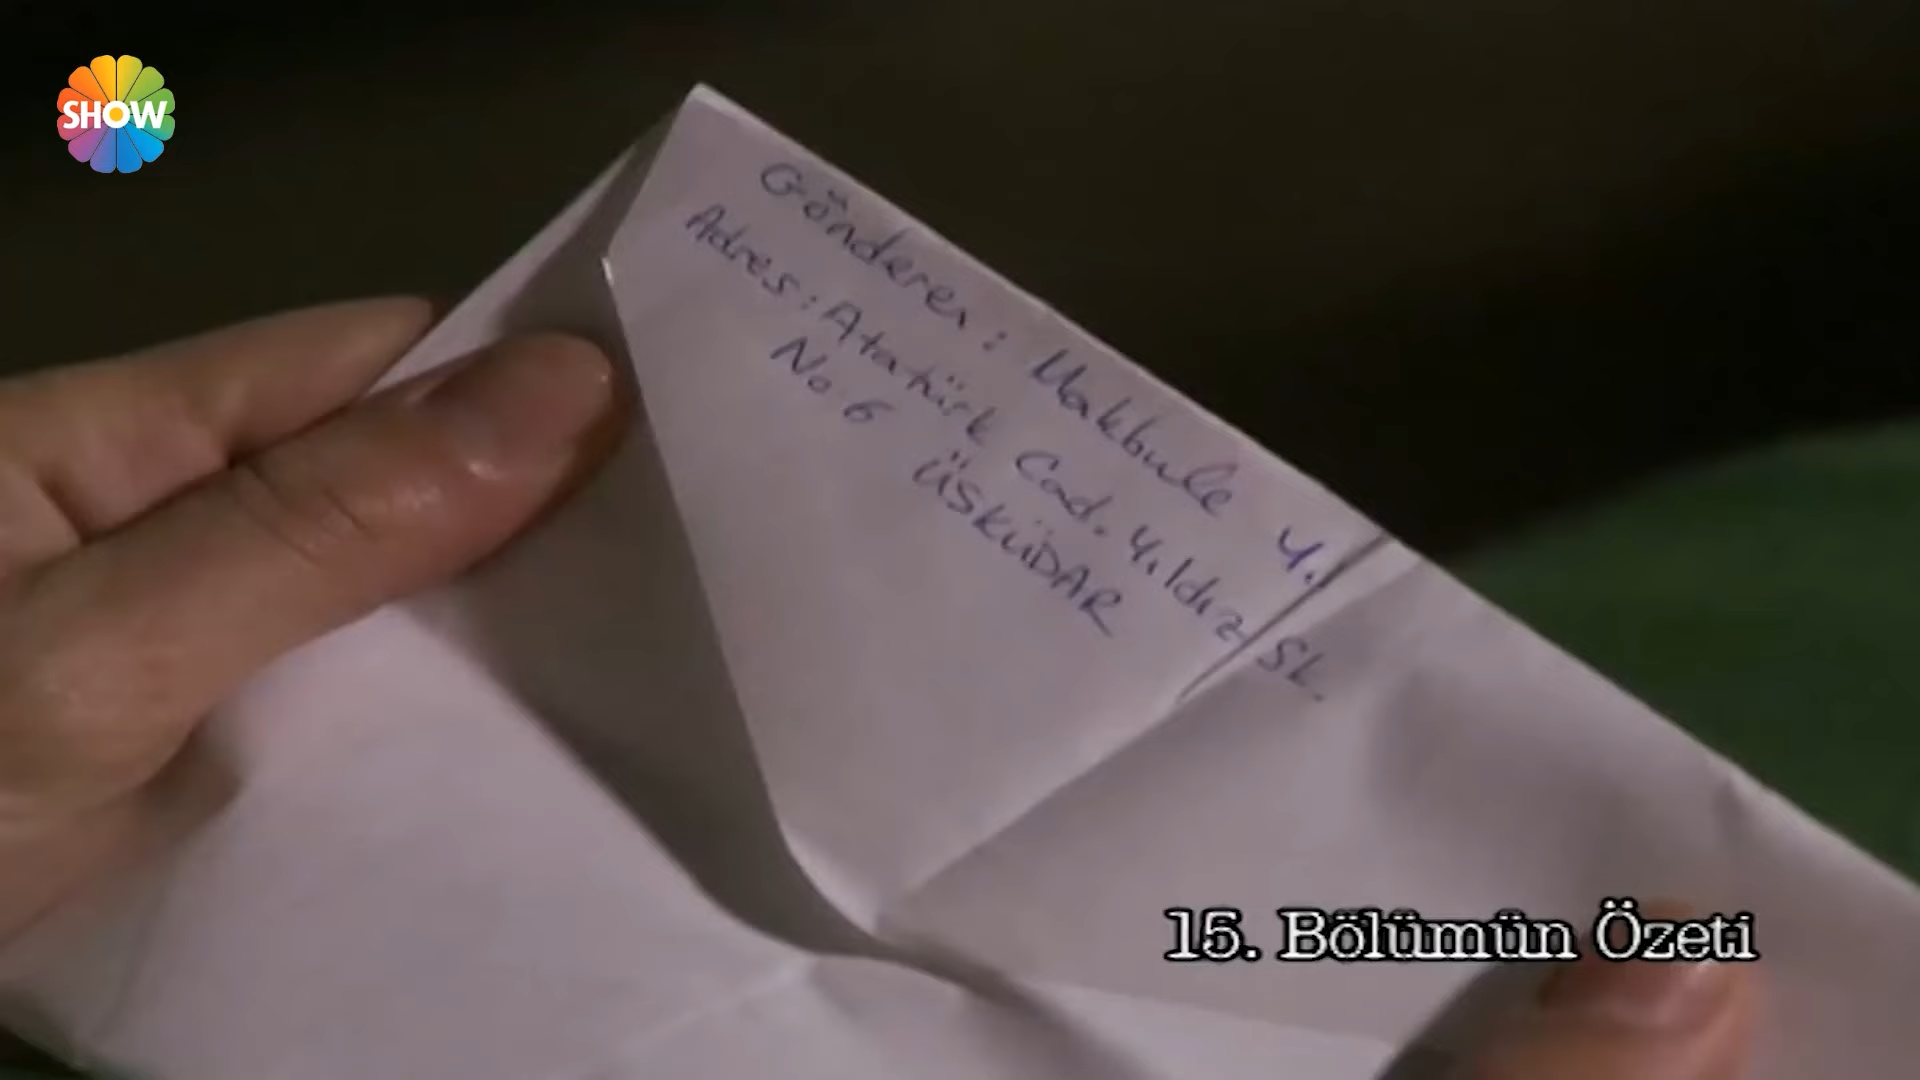 SHOW
Gönderen: Makbule Y.
Adres: Atatürk Cad. Yıldız Sk.
No 6
ÜSKÜDAR
15. Bölümün Özeti